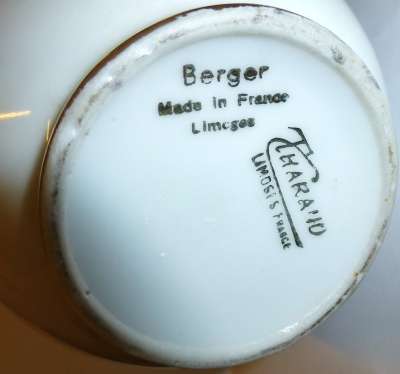 Berger
Made in France
Limoges
THARAUD
LIMOGES FRANCE